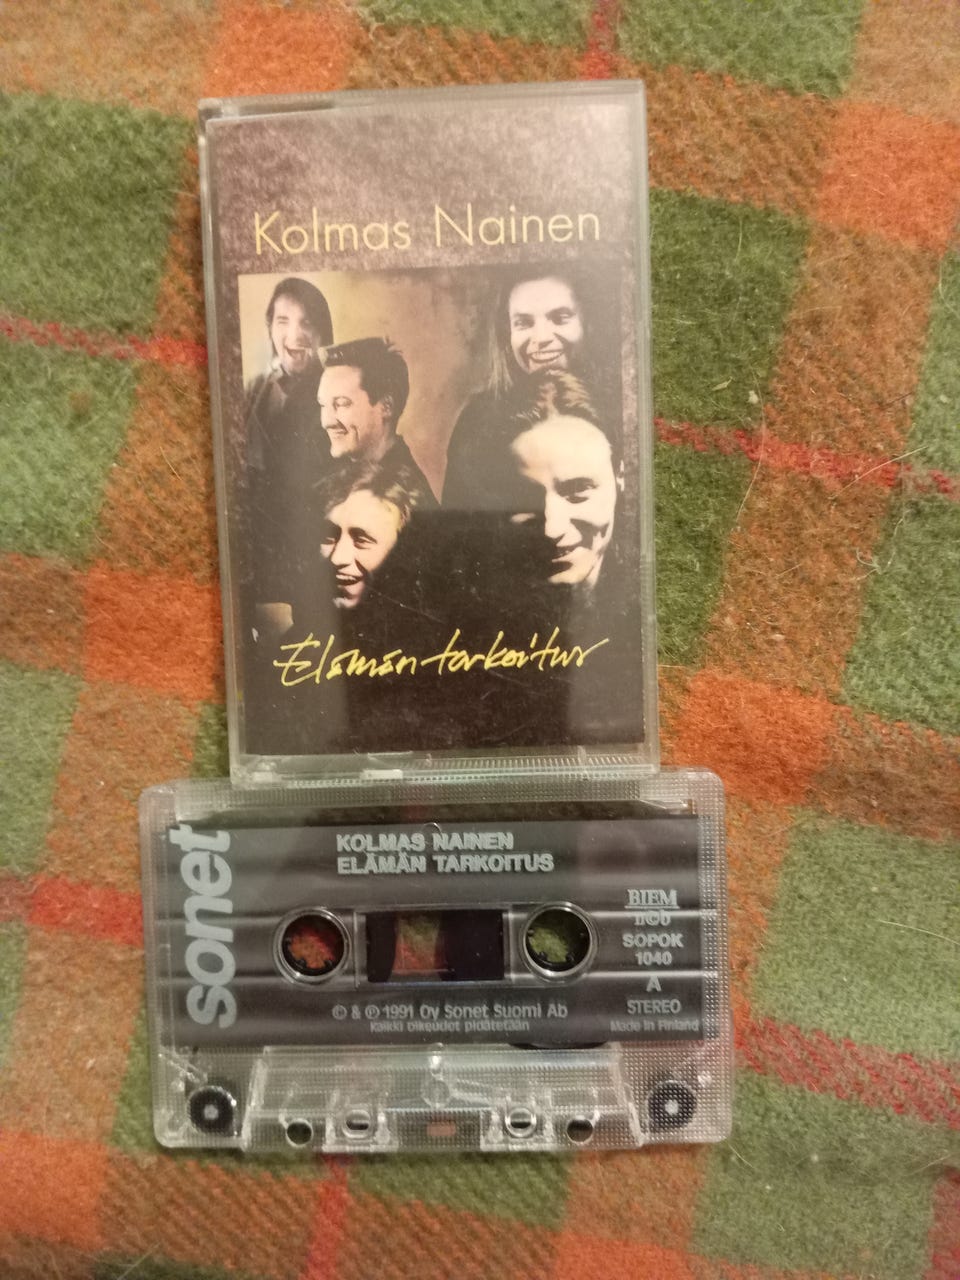 Kolmas Nainen
Elämän tarkoitus
sonet
KOLMAS NAINEN
ELÄMÄN TARKOITUS
BIEM
n©b
SOPOK
1040
A
STEREO
Made in Finland
© & ℗ 1991 Oy Sonet Suomi Ab
Kaikki oikeudet pidätetään